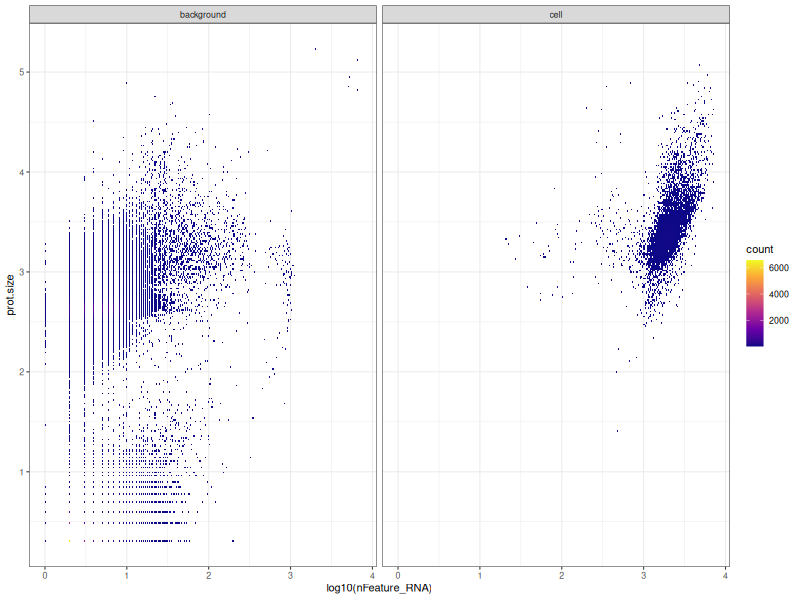 background cell
5
4
3
2
1
prot.size
0 1 2 3 4 0 1 2 3 4
log10(nFeature_RNA)
count
6000
4000
2000